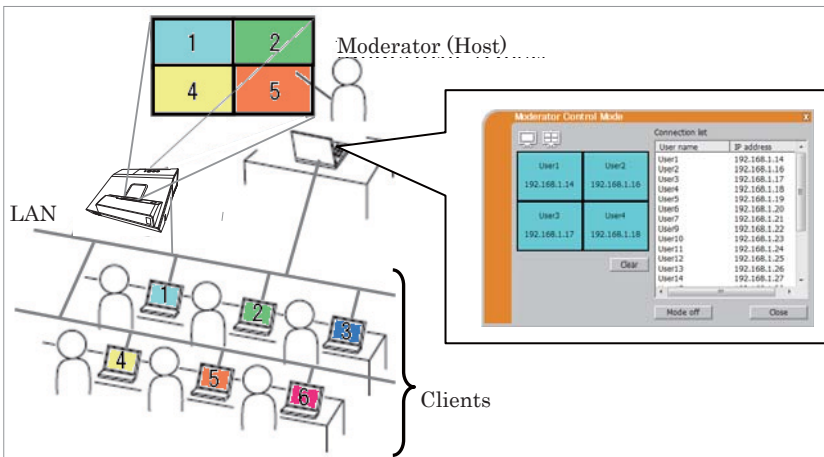 1
2
4
5
Moderator (Host)
LAN
1
2
3
4
5
6
Clients
Moderator Control Mode
X
Connection list
User name IP address
User1 192.168.1.14
User2 192.168.1.16
User3 192.168.1.17
User4 192.168.1.18
User5 192.168.1.19
User6 192.168.1.20
User7 192.168.1.21
User9 192.168.1.22
User10 192.168.1.23
User11 192.168.1.24
User12 192.168.1.25
User13 192.168.1.26
User14 192.168.1.27
User1
192.168.1.14
User2
192.168.1.16
User3
192.168.1.17
User4
192.168.1.18
Clear
Mode off
Close